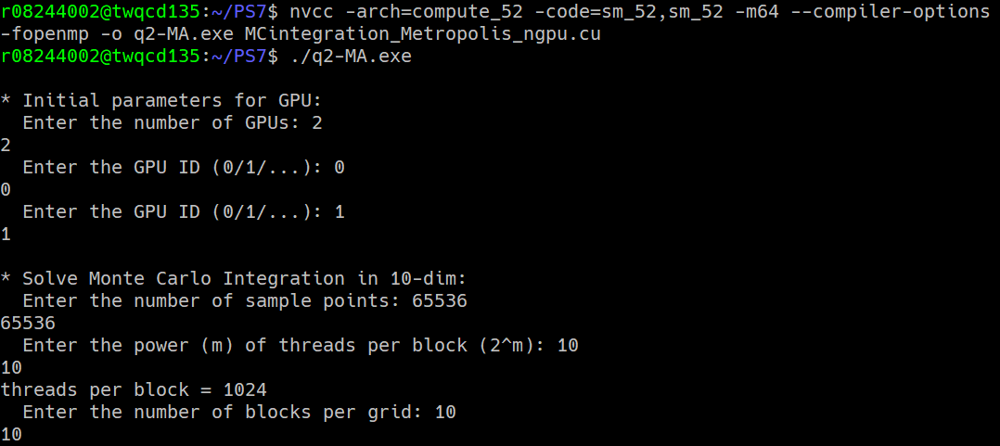 r08244002@twqcd135:~/PS7$ nvcc -arch=compute_52 -code=sm_52,sm_52 -m64 --compiler-options
-fopenmp -o q2-MA.exe MCintegration_Metropolis_ngpu.cu
r08244002@twqcd135:~/PS7$ ./q2-MA.exe
* Initial parameters for GPU:
Enter the number of GPUs: 2
2
Enter the GPU ID (0/1/...): 0
0
Enter the GPU ID (0/1/...): 1
1
* Solve Monte Carlo Integration in 10-dim:
Enter the number of sample points: 65536
65536
Enter the power (m) of threads per block (2^m): 10
10
threads per block = 1024
Enter the number of blocks per grid: 10
10